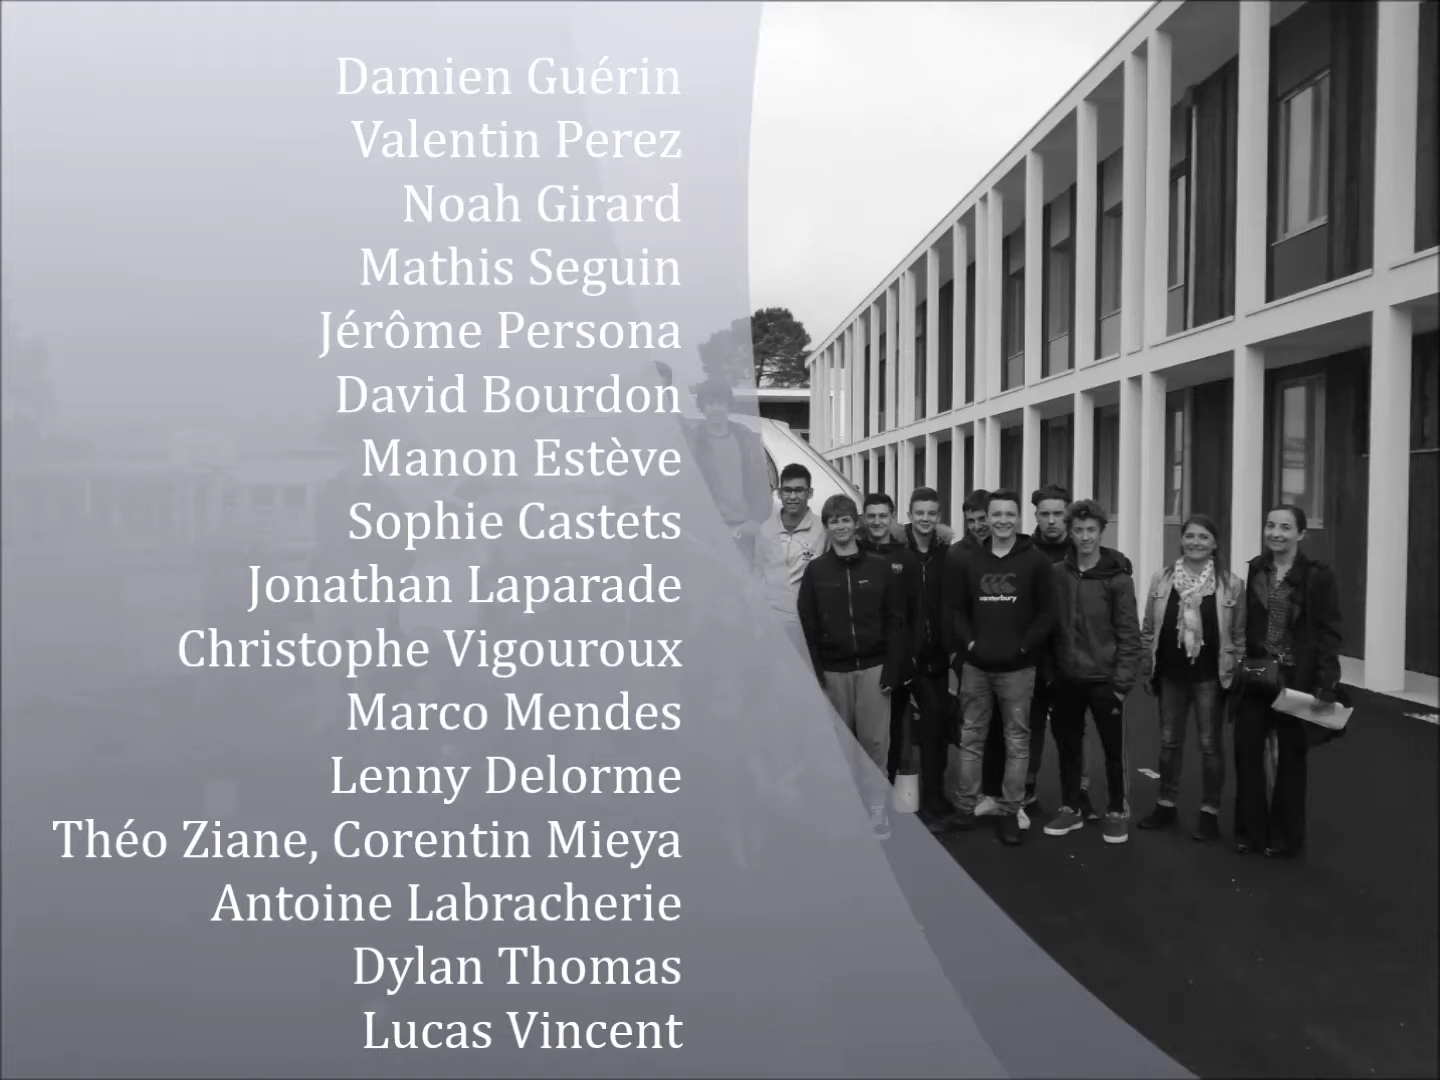 Damien Guérin
Valentin Perez
Noah Girard
Mathis Seguin
Jérôme Persona
David Bourdon
Manon Estève
Sophie Castets
Jonathan Laparade
Christophe Vigouroux
Marco Mendes
Lenny Delorme
Théo Ziane, Corentin Mieya
Antoine Labracherie
Dylan Thomas
Lucas Vincent
canterbury